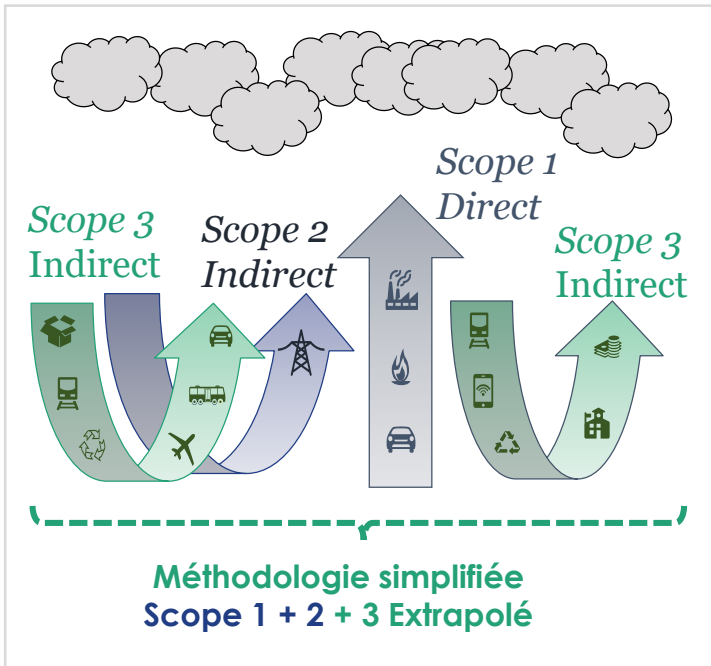 Scope 3
Indirect
Scope 2
Indirect
Scope 1
Direct
Scope 3
Indirect
Méthodologie simplifiée
Scope 1 + 2 + 3 Extrapolé